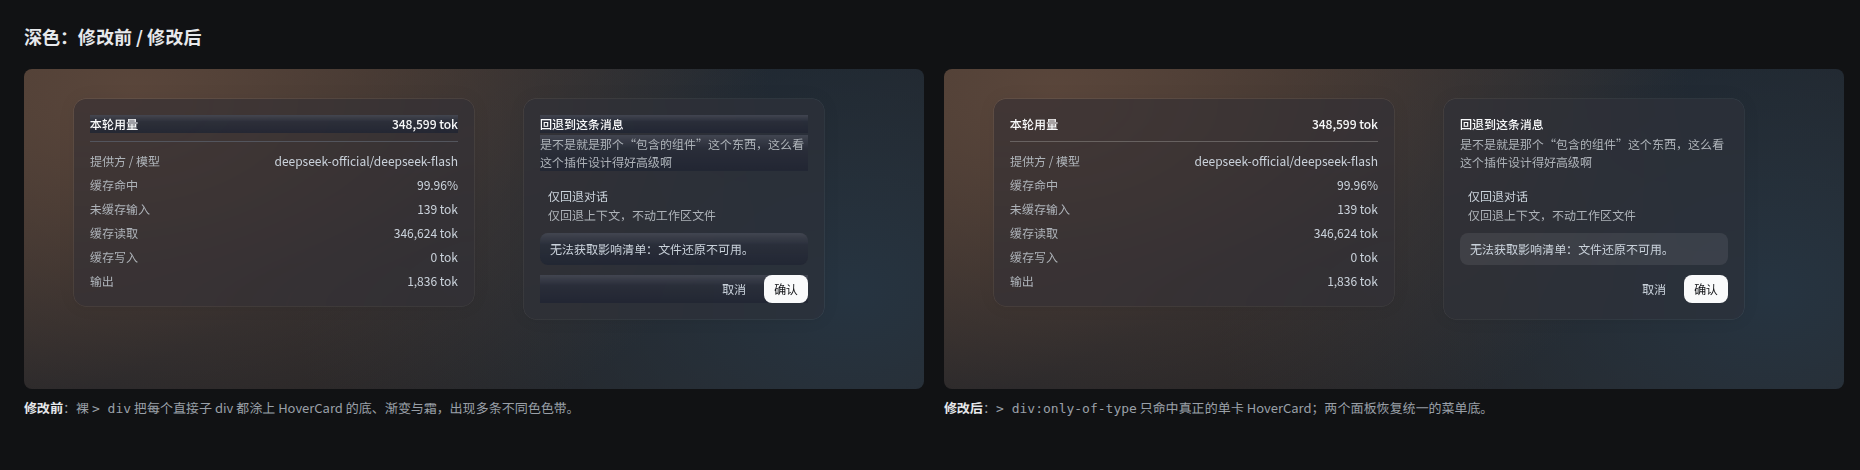 深色：修改前 / 修改后
本轮用量 348,599 tok
提供方 / 模型 deepseek-official/deepseek-flash
缓存命中 99.96%
未缓存输入 139 tok
缓存读取 346,624 tok
缓存写入 0 tok
输出 1,836 tok
回退到这条消息
是不是就是那个“包含的组件”这个东西，这么看
这个插件设计得好高级啊
仅回退对话
仅回退上下文，不动工作区文件
无法获取影响清单：文件还原不可用。
取消 确认
修改前：裸 > div 把每个直接子 div 都涂上 HoverCard 的底、渐变与霜，出现多条不同色色带。
本轮用量 348,599 tok
提供方 / 模型 deepseek-official/deepseek-flash
缓存命中 99.96%
未缓存输入 139 tok
缓存读取 346,624 tok
缓存写入 0 tok
输出 1,836 tok
回退到这条消息
是不是就是那个“包含的组件”这个东西，这么看
这个插件设计得好高级啊
仅回退对话
仅回退上下文，不动工作区文件
无法获取影响清单：文件还原不可用。
取消 确认
修改后：> div:only-of-type 只命中真正的单卡 HoverCard；两个面板恢复统一的菜单底。